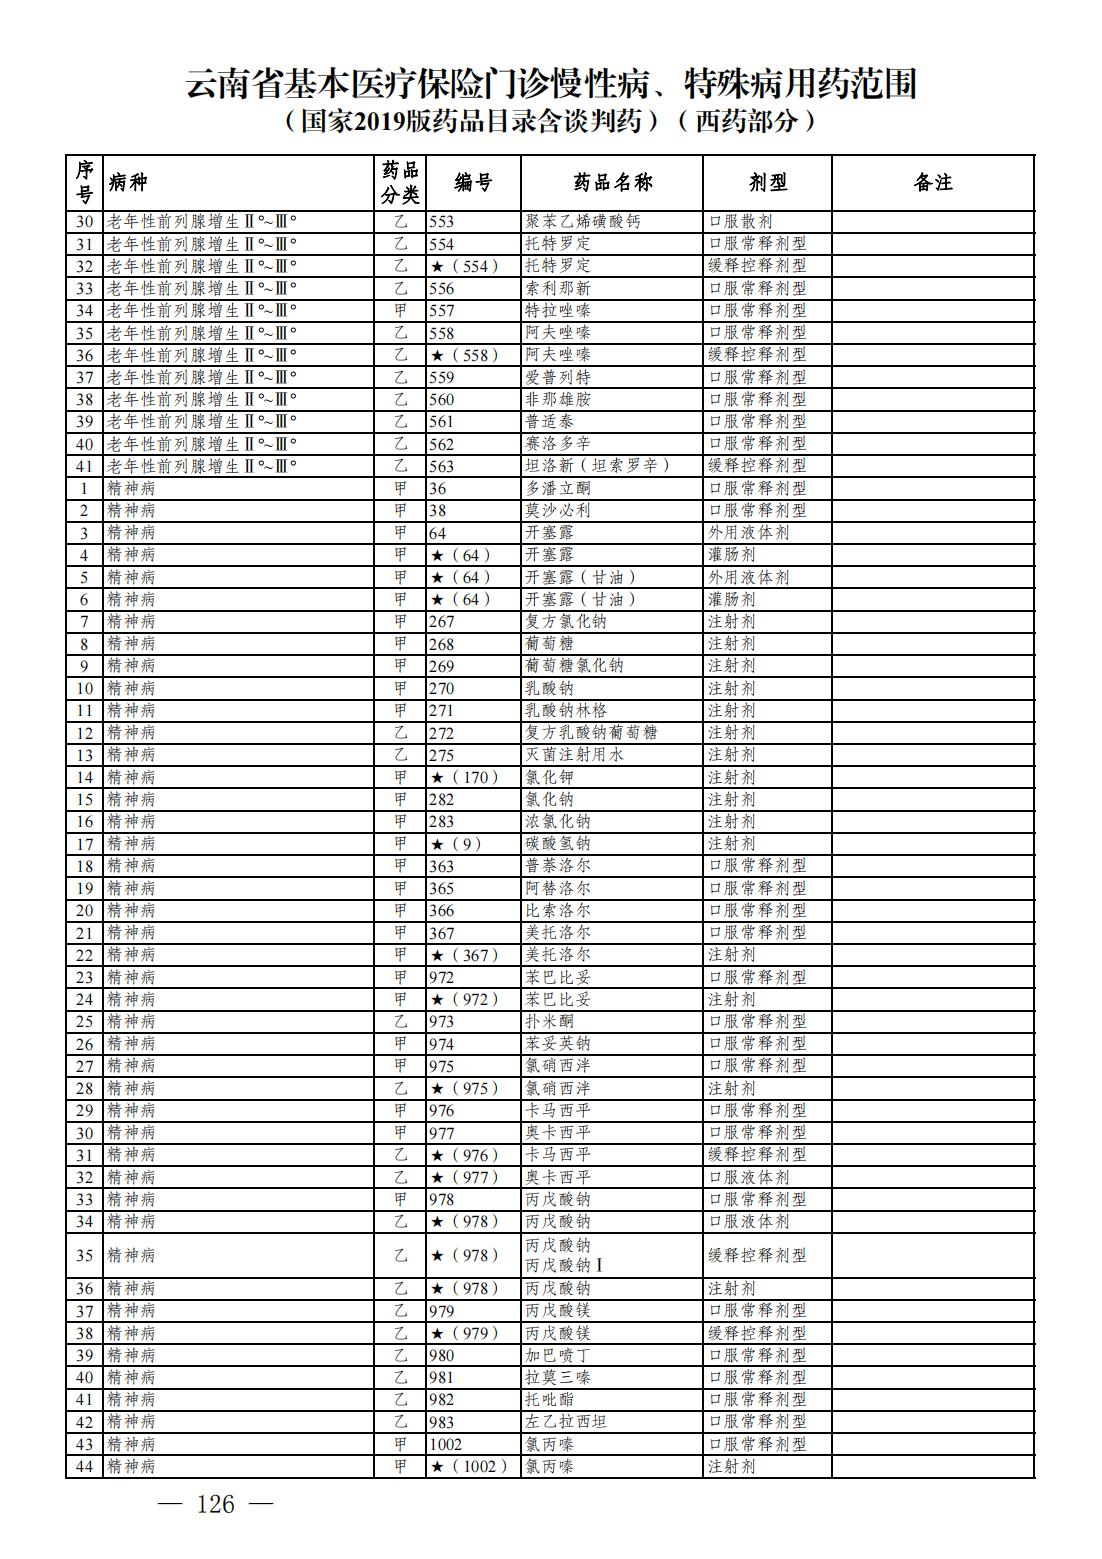 云南省基本医疗保险门诊慢性病、特殊病用药范围
（国家2019版药品目录含谈判药）（西药部分）
序号 病种 药品分类 编号 药品名称 剂型 备注
30 老年性前列腺增生Ⅱ°~Ⅲ° 乙 553 聚苯乙烯磺酸钙 口服散剂
31 老年性前列腺增生Ⅱ°~Ⅲ° 乙 554 托特罗定 口服常释剂型
32 老年性前列腺增生Ⅱ°~Ⅲ° 乙 ★（554） 托特罗定 缓释控释剂型
33 老年性前列腺增生Ⅱ°~Ⅲ° 乙 556 索利那新 口服常释剂型
34 老年性前列腺增生Ⅱ°~Ⅲ° 甲 557 特拉唑嗪 口服常释剂型
35 老年性前列腺增生Ⅱ°~Ⅲ° 乙 558 阿夫唑嗪 口服常释剂型
36 老年性前列腺增生Ⅱ°~Ⅲ° 乙 ★（558） 阿夫唑嗪 缓释控释剂型
37 老年性前列腺增生Ⅱ°~Ⅲ° 乙 559 爱普列特 口服常释剂型
38 老年性前列腺增生Ⅱ°~Ⅲ° 乙 560 非那雄胺 口服常释剂型
39 老年性前列腺增生Ⅱ°~Ⅲ° 乙 561 普适泰 口服常释剂型
40 老年性前列腺增生Ⅱ°~Ⅲ° 乙 562 赛洛多辛 口服常释剂型
41 老年性前列腺增生Ⅱ°~Ⅲ° 乙 563 坦洛新（坦索罗辛） 缓释控释剂型
1 精神病 甲 36 多潘立酮 口服常释剂型
2 精神病 甲 38 莫沙必利 口服常释剂型
3 精神病 甲 64 开塞露 外用液体剂
4 精神病 甲 ★（64） 开塞露 灌肠剂
5 精神病 甲 ★（64） 开塞露（甘油） 外用液体剂
6 精神病 甲 ★（64） 开塞露（甘油） 灌肠剂
7 精神病 甲 267 复方氯化钠 注射剂
8 精神病 甲 268 葡萄糖 注射剂
9 精神病 甲 269 葡萄糖氯化钠 注射剂
10 精神病 甲 270 乳酸钠 注射剂
11 精神病 甲 271 乳酸钠林格 注射剂
12 精神病 乙 272 复方乳酸钠葡萄糖 注射剂
13 精神病 乙 275 灭菌注射用水 注射剂
14 精神病 甲 ★（170） 氯化钾 注射剂
15 精神病 甲 282 氯化钠 注射剂
16 精神病 甲 283 浓氯化钠 注射剂
17 精神病 甲 ★（9） 碳酸氢钠 注射剂
18 精神病 甲 363 普萘洛尔 口服常释剂型
19 精神病 甲 365 阿替洛尔 口服常释剂型
20 精神病 甲 366 比索洛尔 口服常释剂型
21 精神病 甲 367 美托洛尔 口服常释剂型
22 精神病 甲 ★（367） 美托洛尔 注射剂
23 精神病 甲 972 苯巴比妥 口服常释剂型
24 精神病 甲 ★（972） 苯巴比妥 注射剂
25 精神病 乙 973 扑米酮 口服常释剂型
26 精神病 甲 974 苯妥英钠 口服常释剂型
27 精神病 甲 975 氯硝西泮 口服常释剂型
28 精神病 乙 ★（975） 氯硝西泮 注射剂
29 精神病 甲 976 卡马西平 口服常释剂型
30 精神病 甲 977 奥卡西平 口服常释剂型
31 精神病 乙 ★（976） 卡马西平 缓释控释剂型
32 精神病 乙 ★（977） 奥卡西平 口服液体剂
33 精神病 甲 978 丙戊酸钠 口服常释剂型
34 精神病 乙 ★（978） 丙戊酸钠 口服液体剂
35 精神病 乙 ★（978） 丙戊酸钠 丙戊酸钠Ⅰ 缓释控释剂型
36 精神病 乙 ★（978） 丙戊酸钠 注射剂
37 精神病 乙 979 丙戊酸镁 口服常释剂型
38 精神病 乙 ★（979） 丙戊酸镁 缓释控释剂型
39 精神病 乙 980 加巴喷丁 口服常释剂型
40 精神病 乙 981 拉莫三嗪 口服常释剂型
41 精神病 乙 982 托吡酯 口服常释剂型
42 精神病 乙 983 左乙拉西坦 口服常释剂型
43 精神病 甲 1002 氯丙嗪 口服常释剂型
44 精神病 甲 ★（1002） 氯丙嗪 注射剂
— 126 —